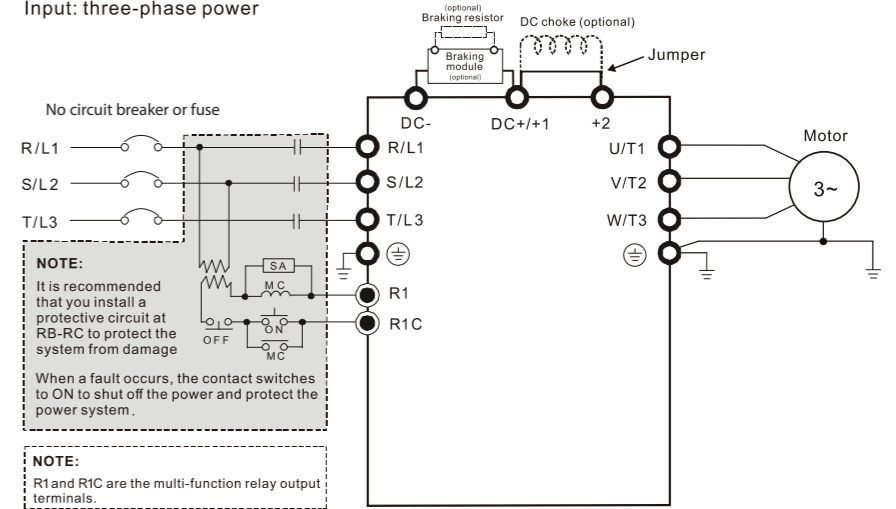 Input: three-phase power
(optional)
Braking resistor
DC choke (optional)
Braking
module
(optional)
Jumper
No circuit breaker or fuse
DC-
DC+/+1
+2
Motor
R/L1
R/L1
U/T1
S/L2
S/L2
V/T2
3~
T/L3
T/L3
W/T3
NOTE:
It is recommended
that you install a
protective circuit at
RB-RC to protect the
system from damage
When a fault occurs, the contact switches
to ON to shut off the power and protect the
power system.
SA
MC
R1
ON
OFF
R1C
MC
NOTE:
R1and R1C are the multi-function relay output
terminals.